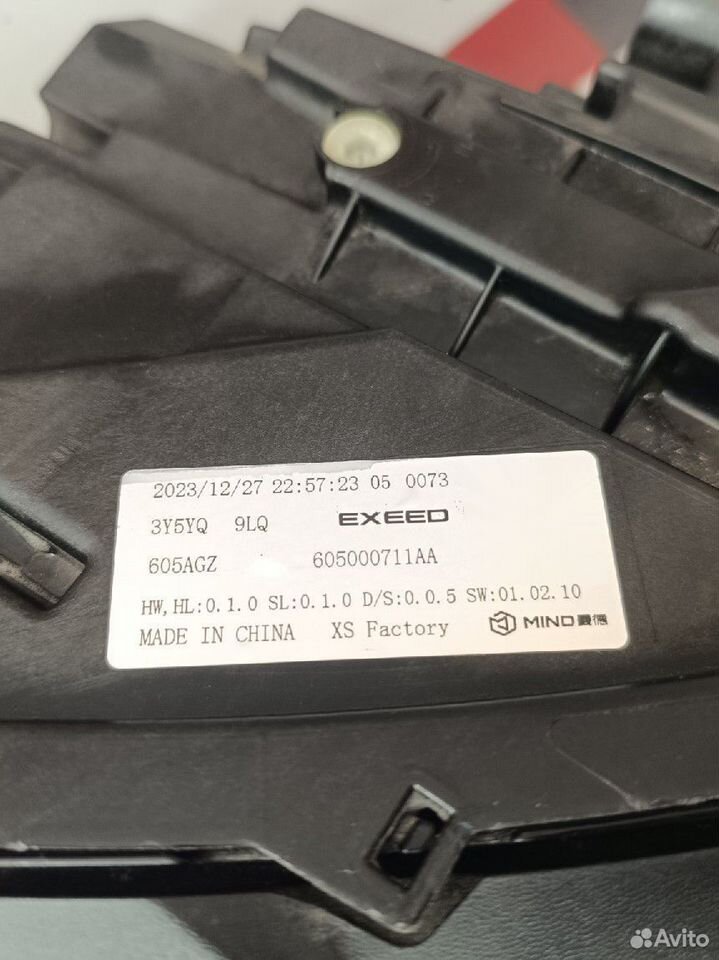 2023/12/27 22:57:23 05 0073
3Y5YQ 9LQ EXEED
605AGZ 605000711AA
HW,HL:0.1.0 SL:0.1.0 D/S:0.0.5 SW:01.02.10
MADE IN CHINA XS Factory MIND
Avito